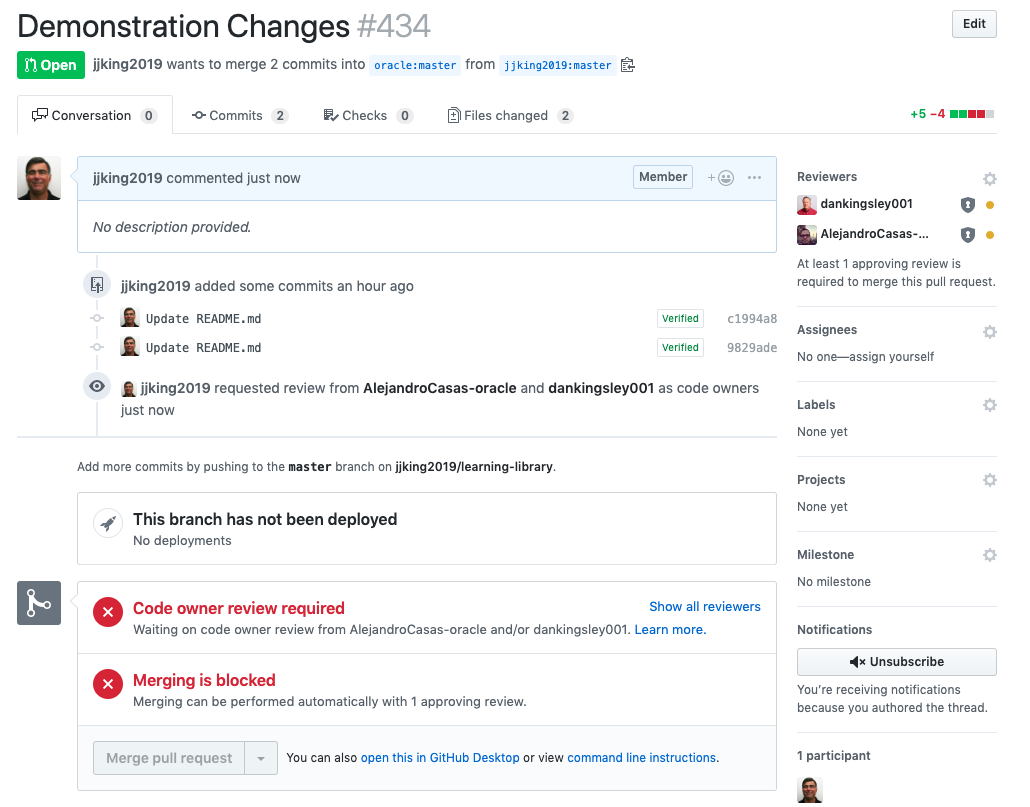 Demonstration Changes #434
Edit
Open
jjking2019 wants to merge 2 commits into oracle:master from jjking2019:master
Conversation 0
Commits 2
Checks 0
Files changed 2
+5 −4
jjking2019 commented just now
Member
No description provided.
jjking2019 added some commits an hour ago
Update README.md Verified c1994a8
Update README.md Verified 9829ade
jjking2019 requested review from AlejandroCasas-oracle and dankingsley001 as code owners
just now
Add more commits by pushing to the master branch on jjking2019/learning-library.
This branch has not been deployed
No deployments
Code owner review required
Show all reviewers
Waiting on code owner review from AlejandroCasas-oracle and/or dankingsley001. Learn more.
Merging is blocked
Merging can be performed automatically with 1 approving review.
Merge pull request
You can also open this in GitHub Desktop or view command line instructions.
Reviewers
dankingsley001
AlejandroCasas-...
At least 1 approving review is
required to merge this pull request.
Assignees
No one—assign yourself
Labels
None yet
Projects
None yet
Milestone
No milestone
Notifications
Unsubscribe
You're receiving notifications
because you authored the thread.
1 participant